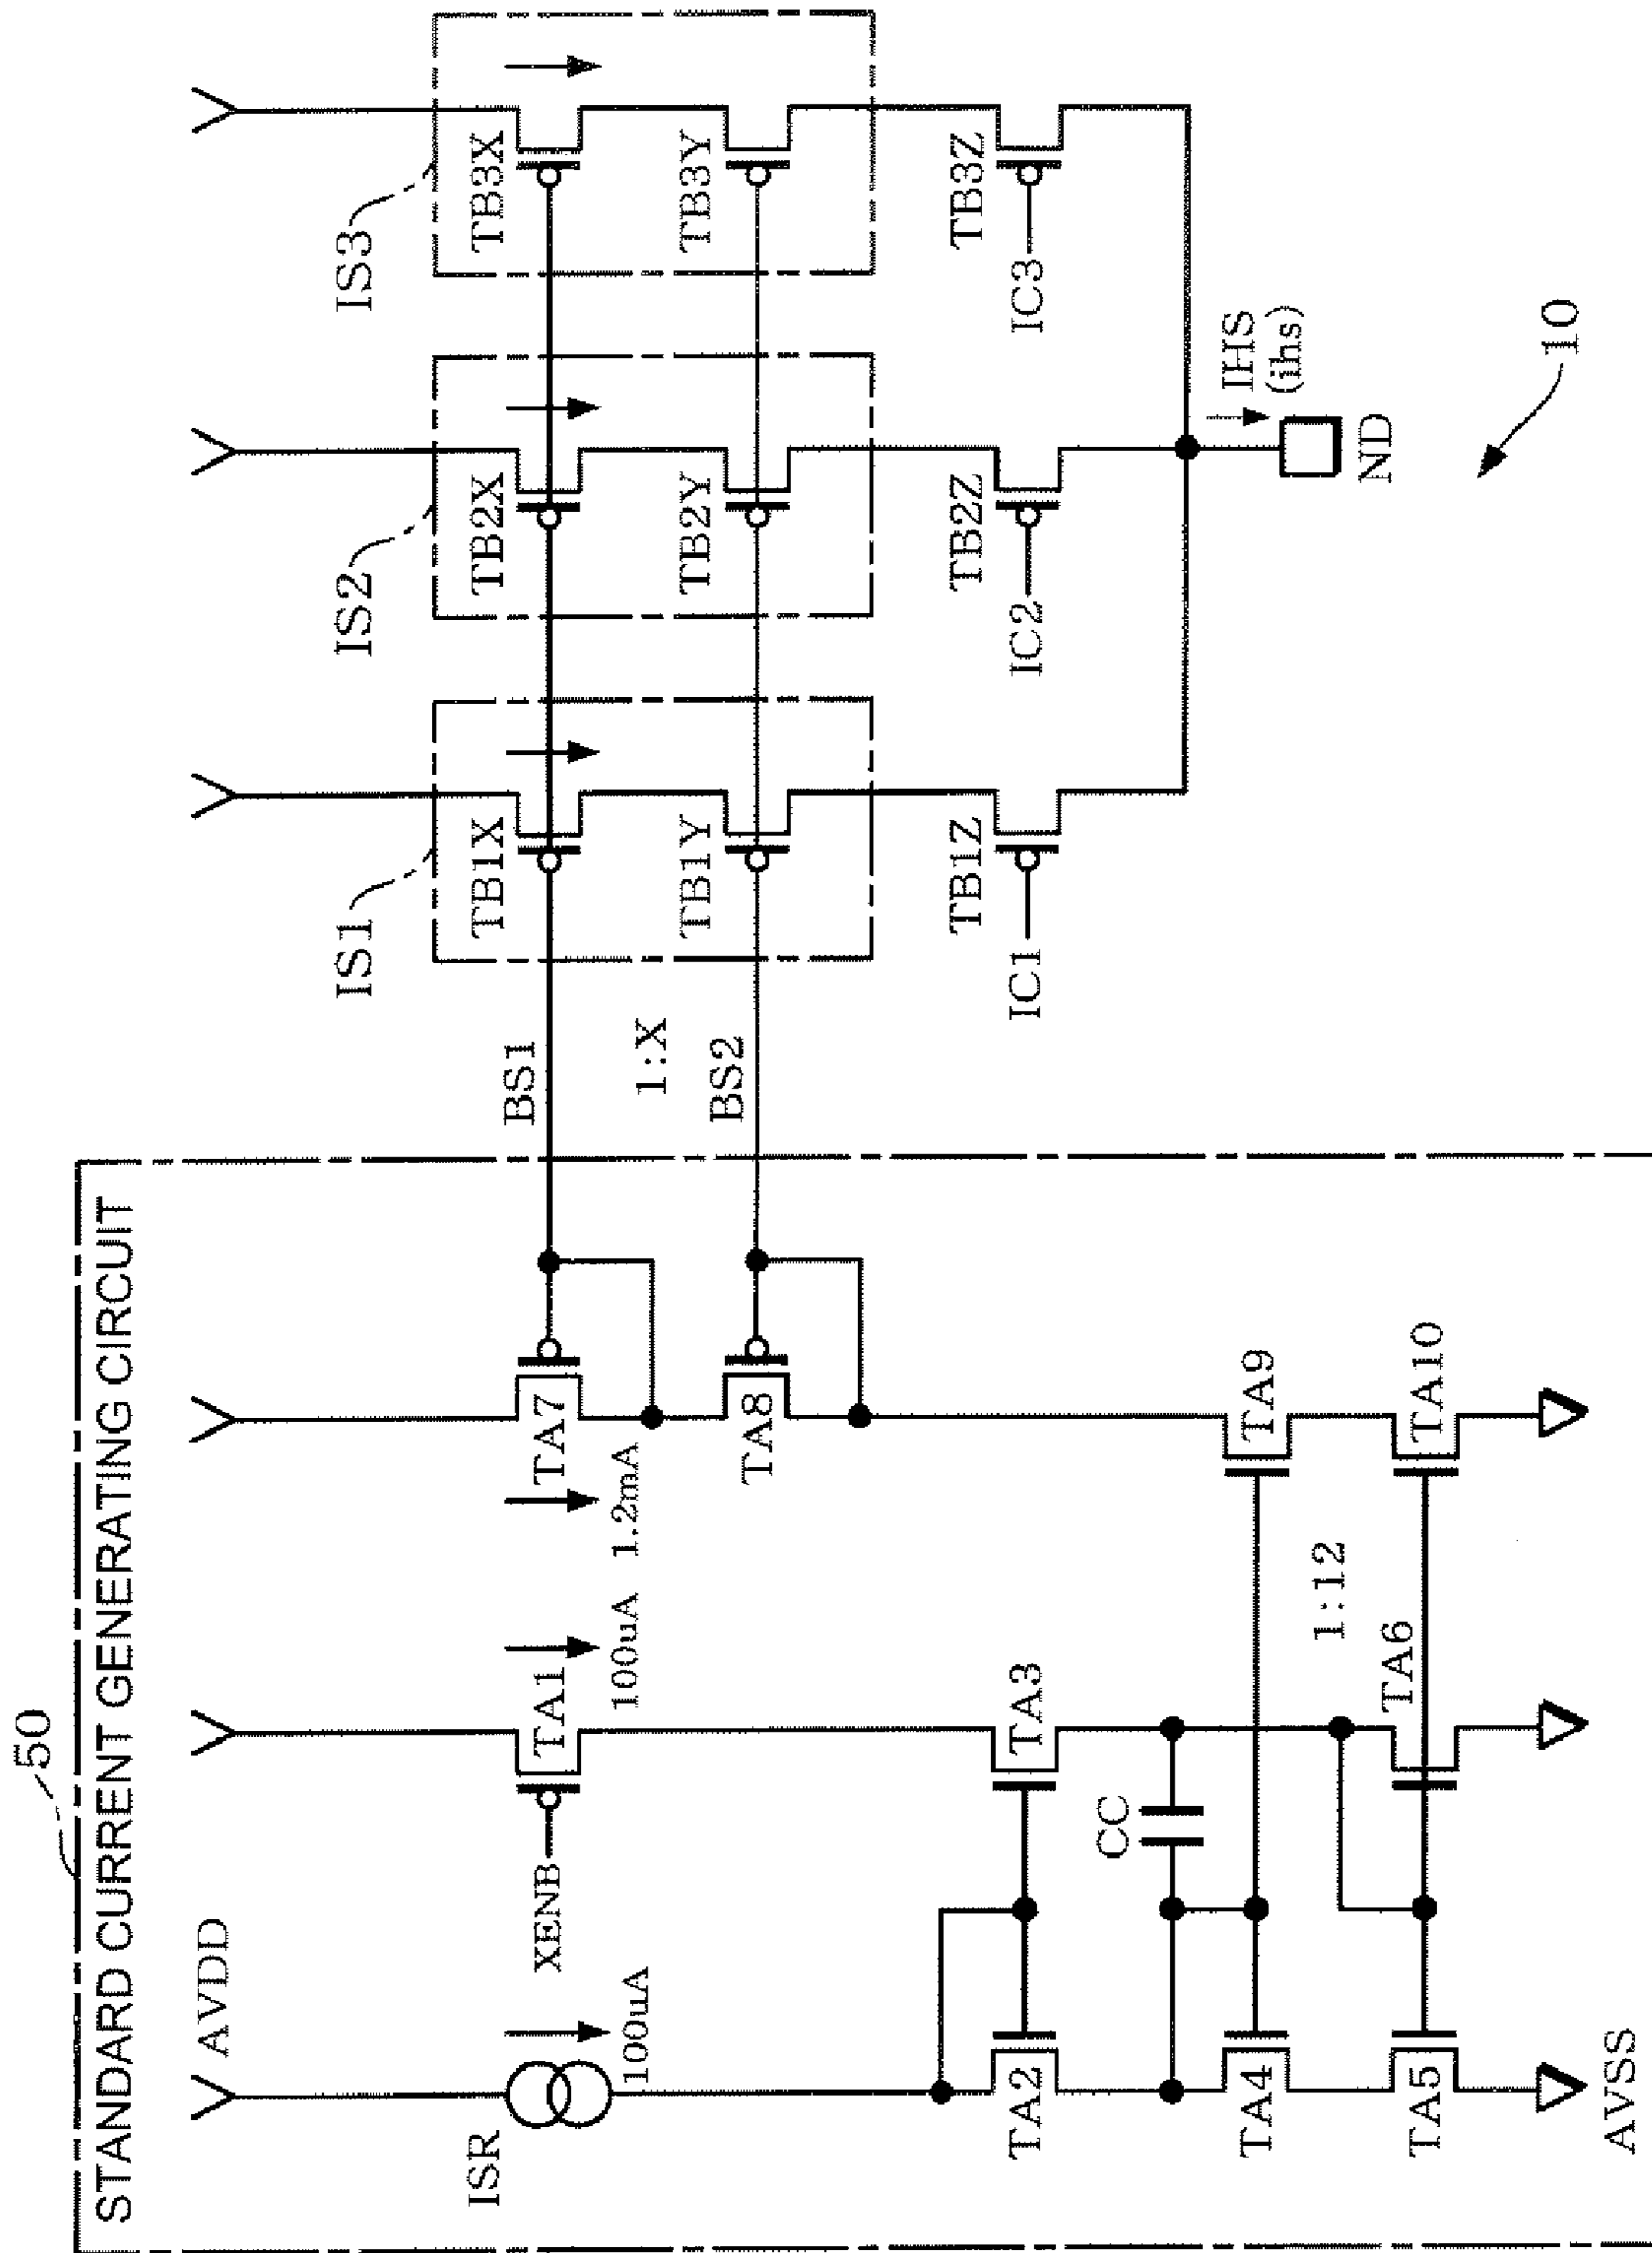 50
STANDARD CURRENT GENERATING CIRCUIT
AVDD
ISR
100uA
XENB
TA1
100uA
TA7
1.2mA
TA8
BS1
1:X
BS2
IS1
TB1X
TB1Y
TB1Z
IC1
IS2
TB2X
TB2Y
TB2Z
IC2
IS3
TB3X
TB3Y
TB3Z
IC3
TA2
TA3
CC
TA4
TA5
TA6
1:12
TA9
TA10
AVSS
IHS
(ihs)
ND
10